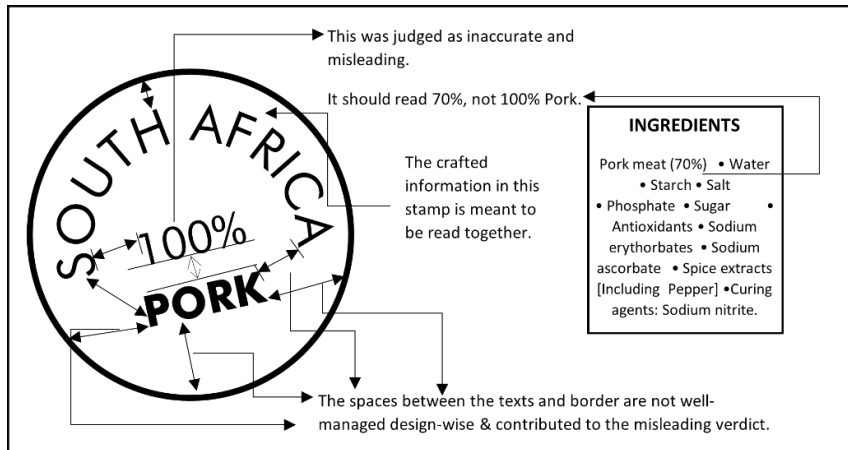 This was judged as inaccurate and
misleading.
It should read 70%, not 100% Pork.
SOUTH AFRICA
100%
PORK
The crafted
information in this
stamp is meant to
be read together.
INGREDIENTS
Pork meat (70%) • Water
• Starch • Salt
• Phosphate • Sugar •
Antioxidants • Sodium
erythorbates • Sodium
ascorbate • Spice extracts
[Including Pepper] •Curing
agents: Sodium nitrite.
The spaces between the texts and border are not well-
managed design-wise & contributed to the misleading verdict.